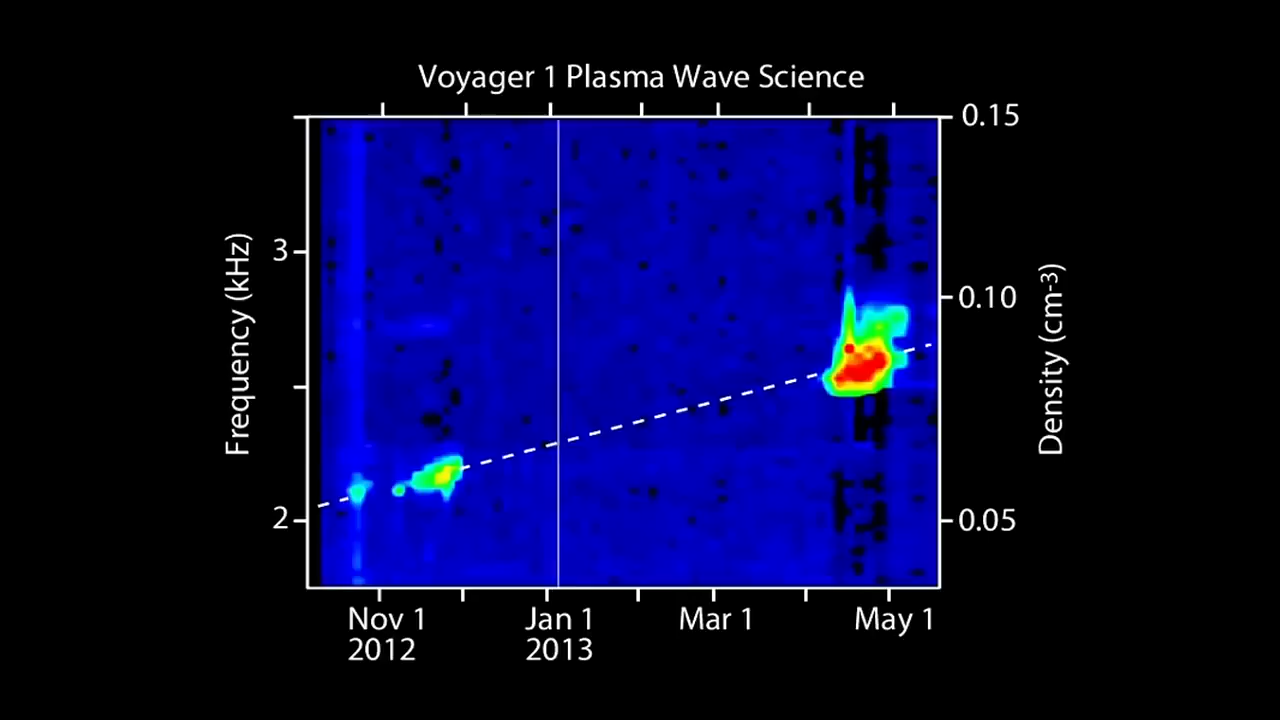 Voyager 1 Plasma Wave Science
0.15
3
0.10
2
0.05
Frequency (kHz)
Density (cm-3)
Nov 1
2012
Jan 1
2013
Mar 1
May 1